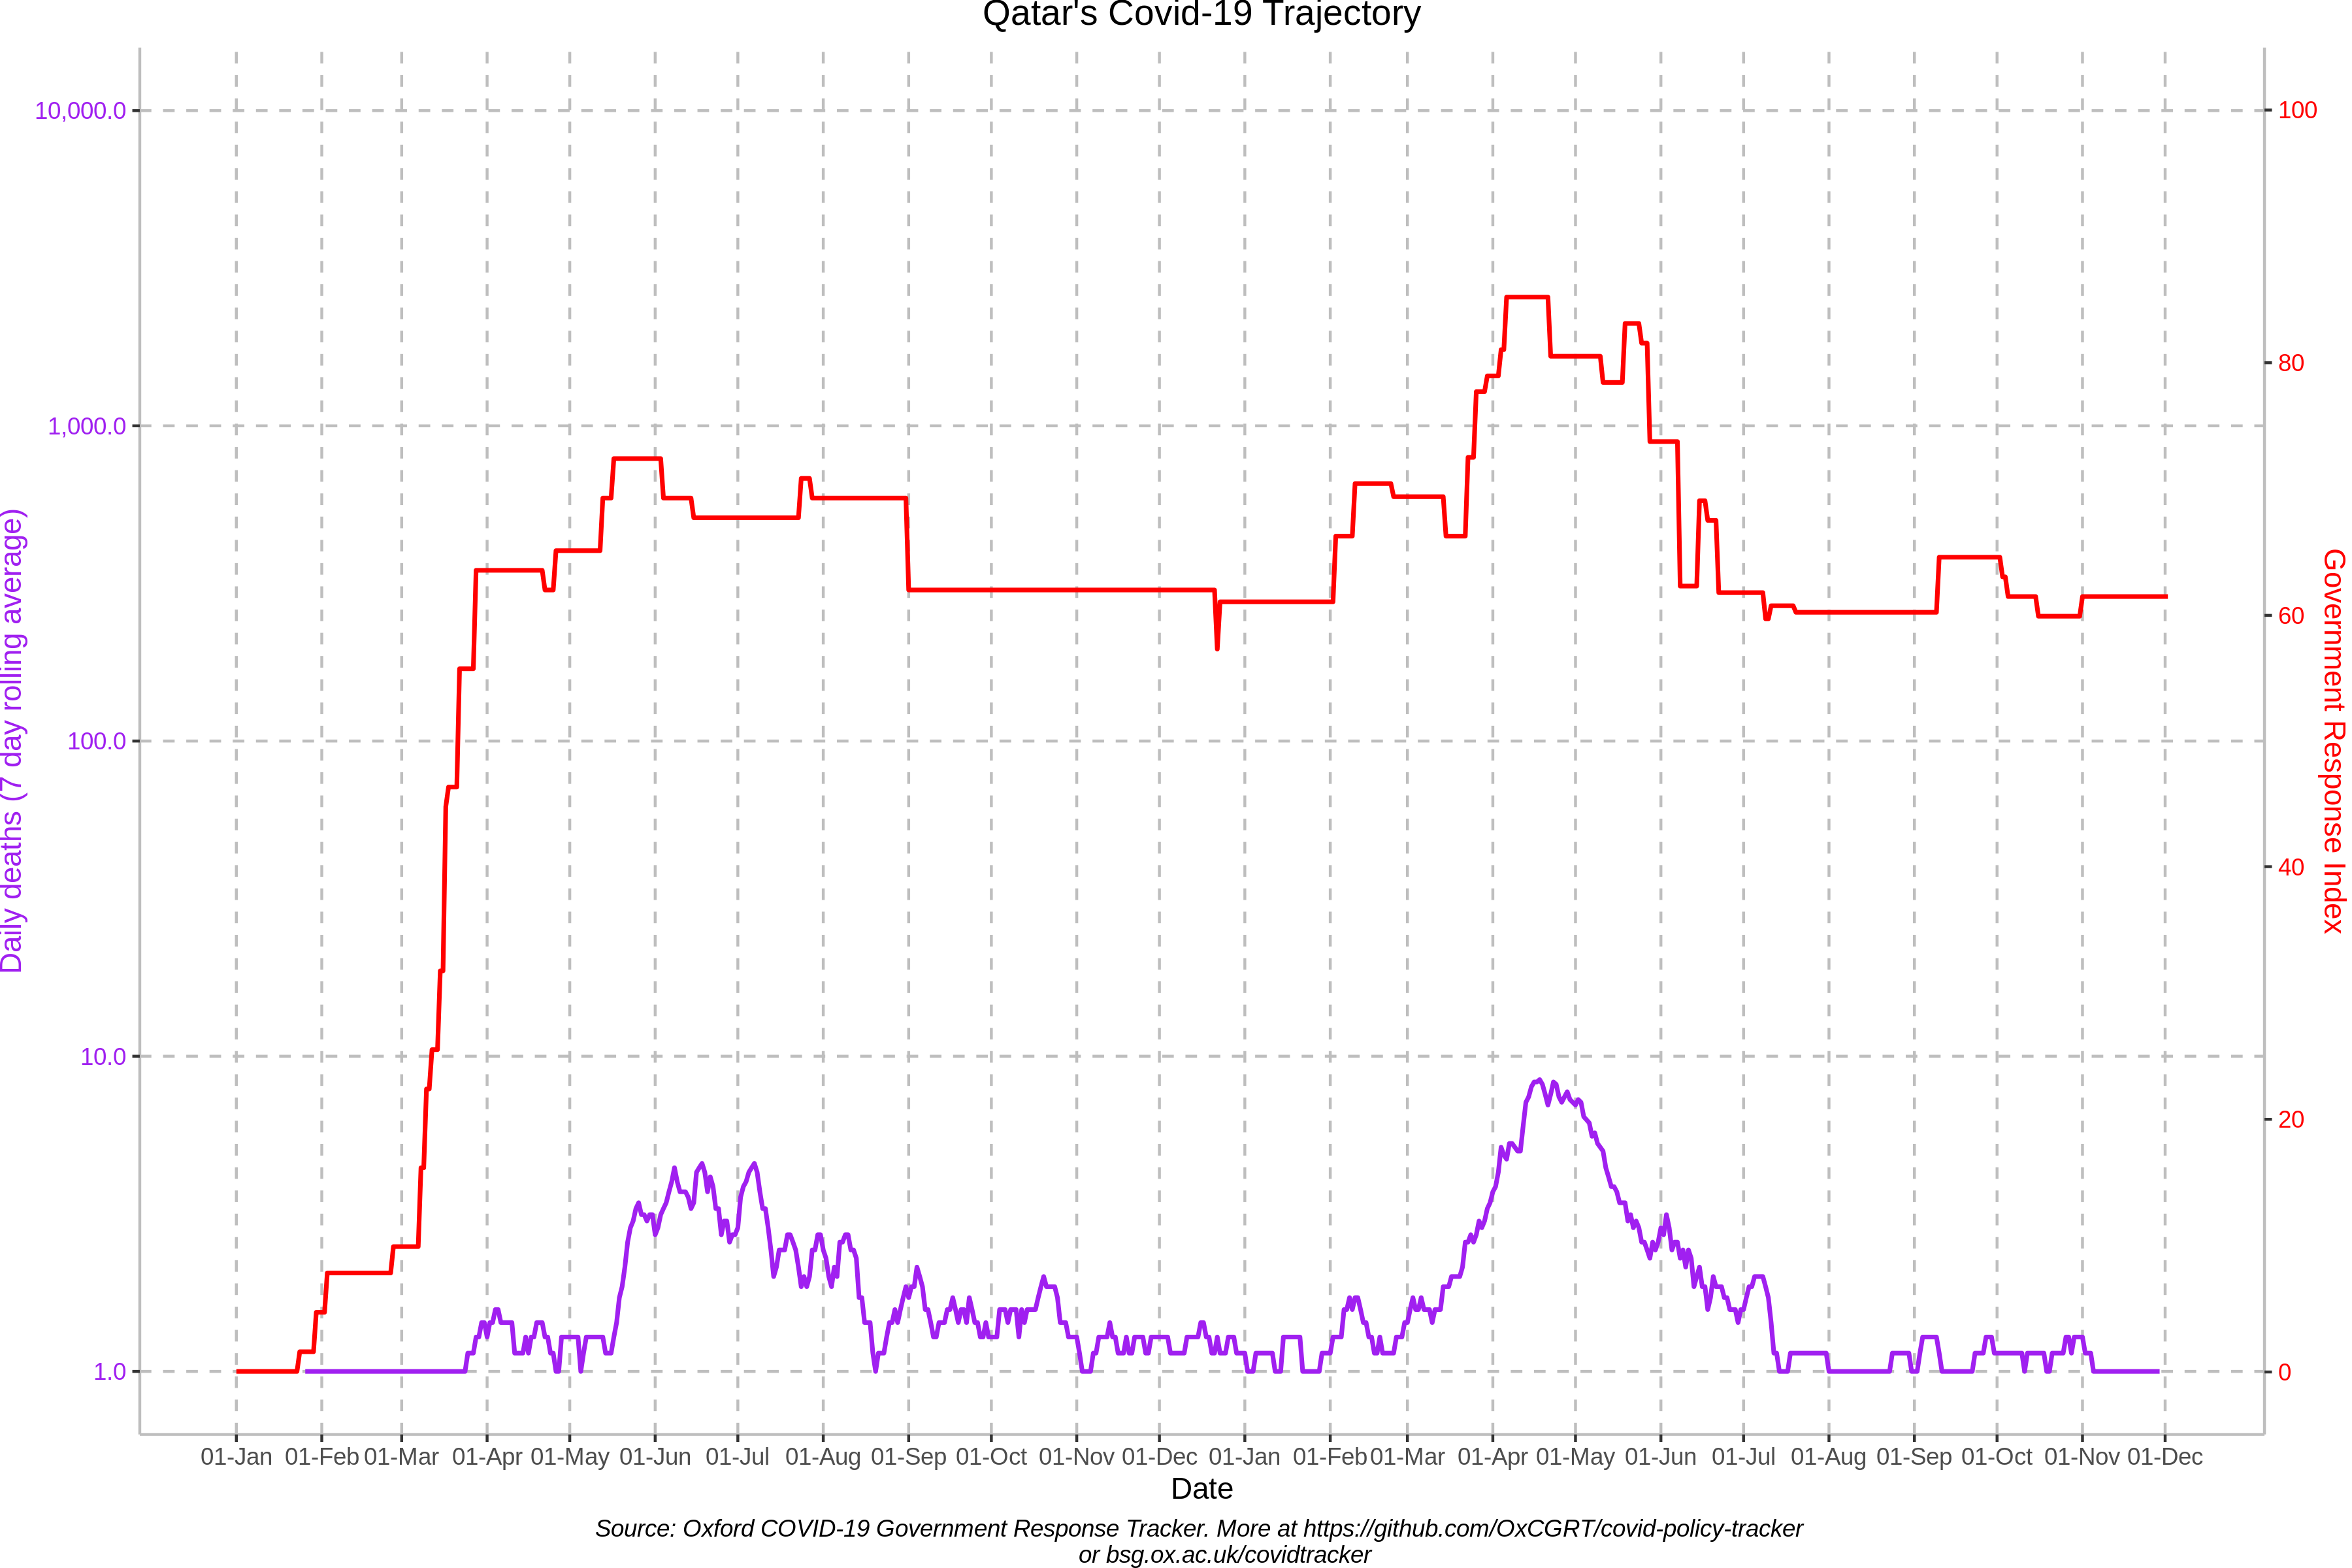 Qatar's Covid-19 Trajectory
10,000.0
1,000.0
100.0
10.0
1.0
Daily deaths (7 day rolling average)
100
80
60
40
20
0
Government Response Index
01-Jan 01-Feb 01-Mar 01-Apr 01-May 01-Jun 01-Jul 01-Aug 01-Sep 01-Oct 01-Nov 01-Dec 01-Jan 01-Feb 01-Mar 01-Apr 01-May 01-Jun 01-Jul 01-Aug 01-Sep 01-Oct 01-Nov 01-Dec
Date
Source: Oxford COVID-19 Government Response Tracker. More at https://github.com/OxCGRT/covid-policy-tracker
or bsg.ox.ac.uk/covidtracker